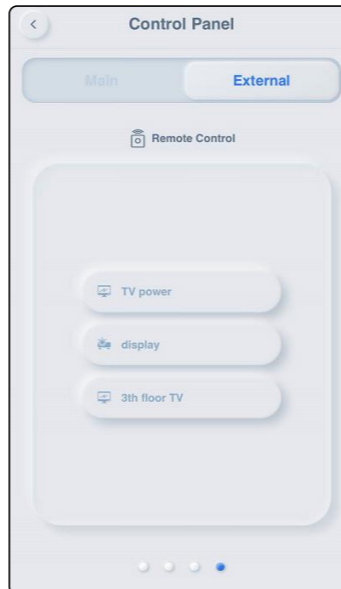 Control Panel
Main
External
Remote Control
TV power
display
3th floor TV